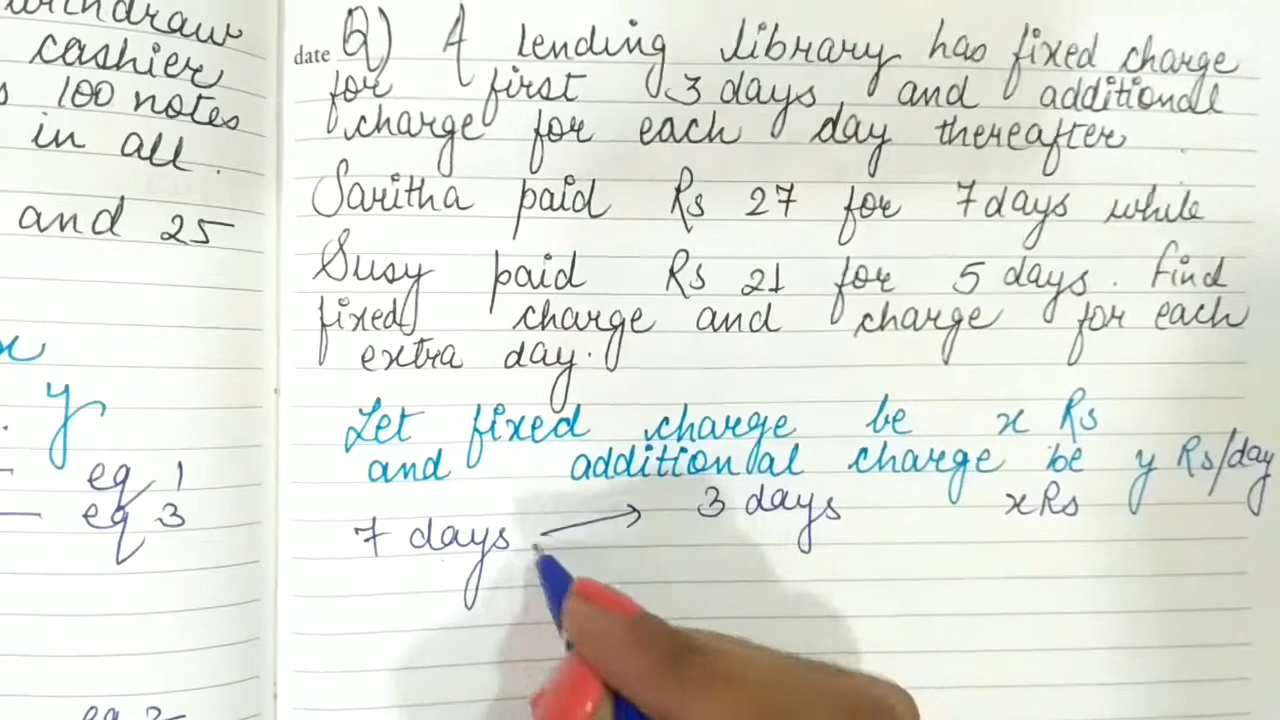 withdraw
cashier
100 notes
in all.
and 25
y
eq 1
eq 3
date Q) A lending library has fixed charge
for first 3 days and additional
charge for each day thereafter.
Saritha paid Rs 27 for 7 days while
Susy paid Rs 21 for 5 days. Find
fixed charge and charge for each
extra day.
Let fixed charge be x Rs
and additional charge be y Rs/day
7 days → 3 days x Rs